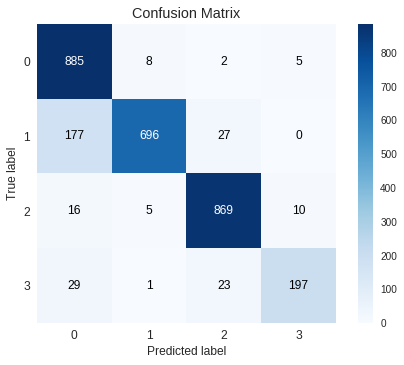 Confusion Matrix
0 885 8 2 5
1 177 696 27 0
2 16 5 869 10
3 29 1 23 197
0 1 2 3
True label
Predicted label
800
700
600
500
400
300
200
100
0